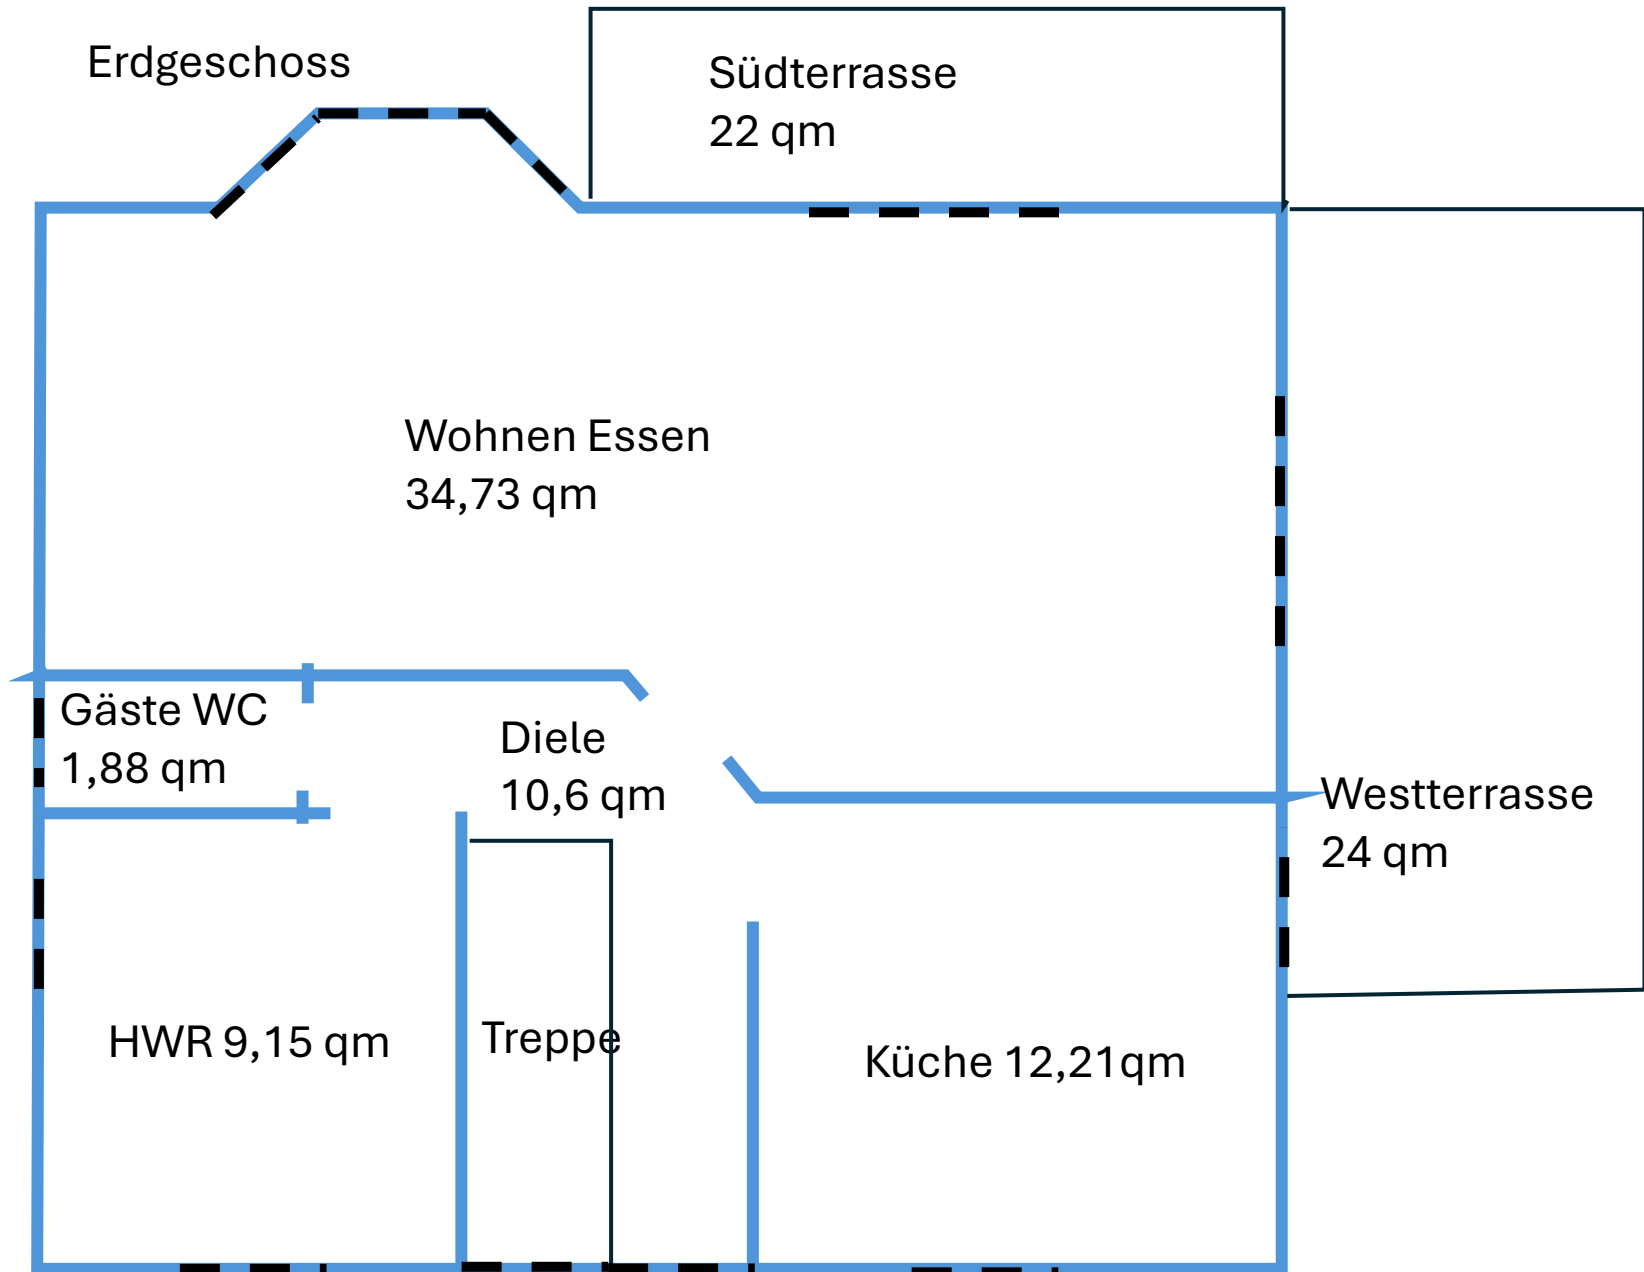 Erdgeschoss
Südterrasse
22 qm
Wohnen Essen
34,73 qm
Gäste WC
1,88 qm
Diele
10,6 qm
Westterrasse
24 qm
HWR 9,15 qm
Treppe
Küche 12,21qm